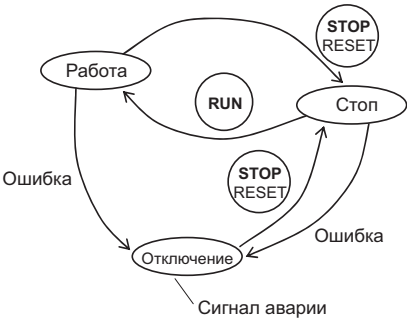 STOP
RESET
Работа
RUN
Стоп
STOP
RESET
Ошибка
Ошибка
Отключение
Сигнал аварии